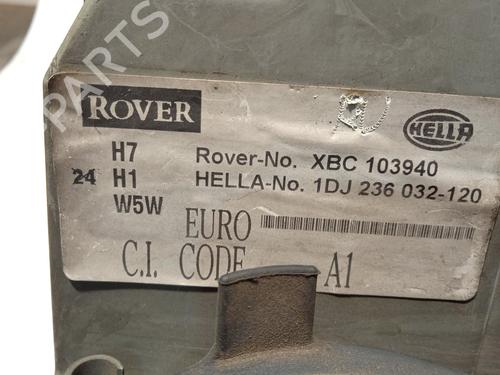 B-PARTS
ROVER
HELLA
H7 Rover-No. XBC 103940
24 H1 HELLA-No. 1DJ 236 032-120
W5W
EURO
C.I. CODE A1